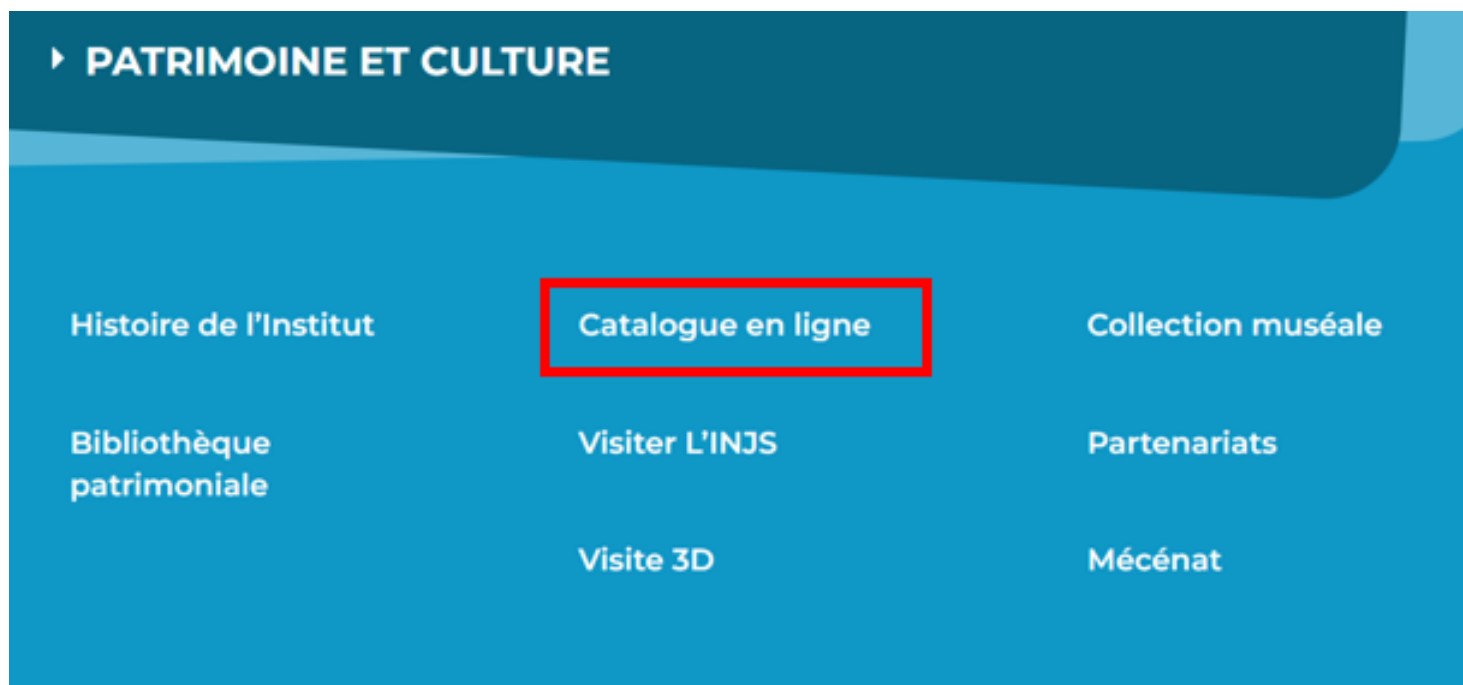 PATRIMOINE ET CULTURE
Histoire de l'Institut
Catalogue en ligne
Collection muséale
Bibliothèque
patrimoniale
Visiter L'INJS
Partenariats
Visite 3D
Mécénat